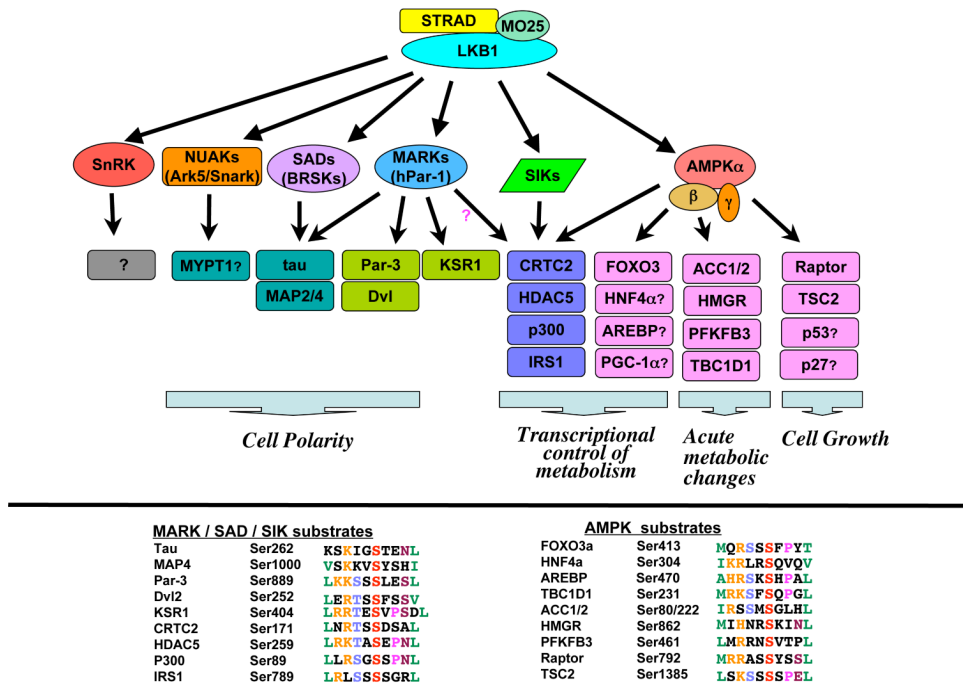 STRAD
MO25
LKB1
SnRK
NUAKs
(Ark5/Snark)
SADs
(BRSKs)
MARKs
(hPar-1)
SIKs
AMPKα
β
γ
?
?
MYPT1?
tau
Par-3
KSR1
CRTC2
FOXO3
ACC1/2
Raptor
MAP2/4
Dvl
HDAC5
HNF4α?
HMGR
TSC2
p300
AREBP?
PFKFB3
p53?
IRS1
PGC-1α?
TBC1D1
p27?
Cell Polarity
Transcriptional
control of
metabolism
Acute
metabolic
changes
Cell Growth
MARK / SAD / SIK substrates
Tau Ser262 KSKIGSTENL
MAP4 Ser1000 VSKKVSYSHI
Par-3 Ser889 LKKSSSLESL
Dvl2 Ser252 LERTSSFSSV
KSR1 Ser404 LRRTESVPSDL
CRTC2 Ser171 LNRTSSDSAL
HDAC5 Ser259 LRKTASEPNL
P300 Ser89 LLRSGSSPNL
IRS1 Ser789 LRLSSSSGRL
AMPK substrates
FOXO3a Ser413 MQRSSSFPYT
HNF4a Ser304 IKRLRSQVQV
AREBP Ser470 AHRSKSHPAL
TBC1D1 Ser231 MRKSFSQPGL
ACC1/2 Ser80/222 IRSSMSGLHL
HMGR Ser862 MIHNRSKINL
PFKFB3 Ser461 LMRRNSVTPL
Raptor Ser792 MRRASSYSSL
TSC2 Ser1385 LSKSSSSPEL